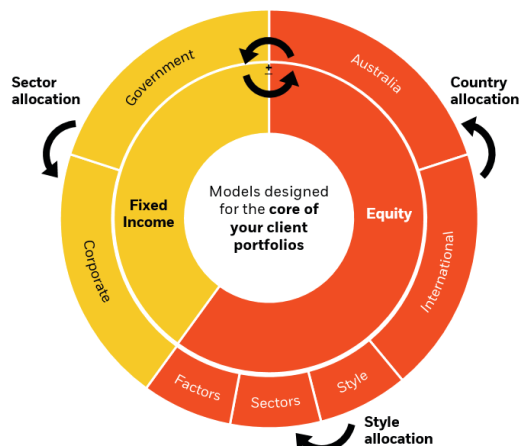 Government
Australia
Sector
allocation
Country
allocation
±
Fixed
Income
Models designed
for the core of
your client
portfolios
Equity
Corporate
International
Factors
Sectors
Style
Style
allocation